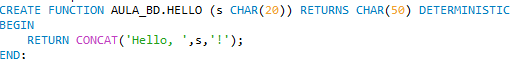 CREATE FUNCTION AULA_BD.HELLO (s CHAR(20)) RETURNS CHAR(50) DETERMINISTIC
BEGIN
RETURN CONCAT('Hello, ',s,'!');
END: